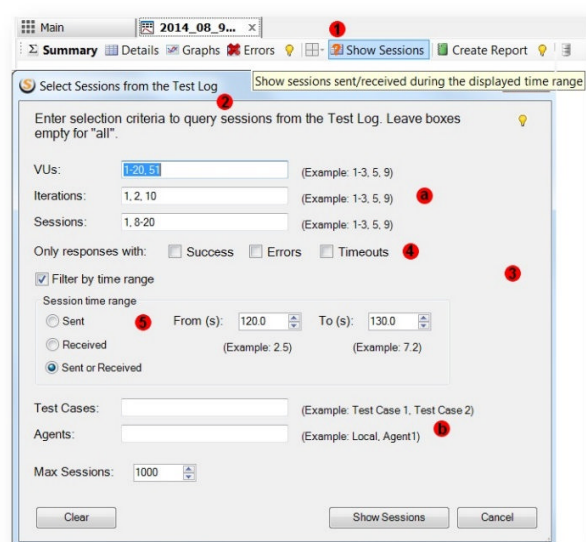 Main 2014_08_9... x
1
Σ Summary Details Graphs Errors Show Sessions Create Report
Show sessions sent/received during the displayed time range
Select Sessions from the Test Log
2
Enter selection criteria to query sessions from the Test Log. Leave boxes
empty for "all".
VUs: 1-20, 51 (Example: 1-3, 5, 9)
Iterations: 1, 2, 10 (Example: 1-3, 5, 9) a
Sessions: 1, 8-20 (Example: 1-3, 5, 9)
Only responses with: Success Errors Timeouts 4
3
Filter by time range
Session time range
Sent 5 From (s): 120.0 To (s): 130.0
Received (Example: 2.5) (Example: 7.2)
Sent or Received
Test Cases: (Example: Test Case 1, Test Case 2)
Agents: (Example: Local, Agent1) b
Max Sessions: 1000
Clear Show Sessions Cancel